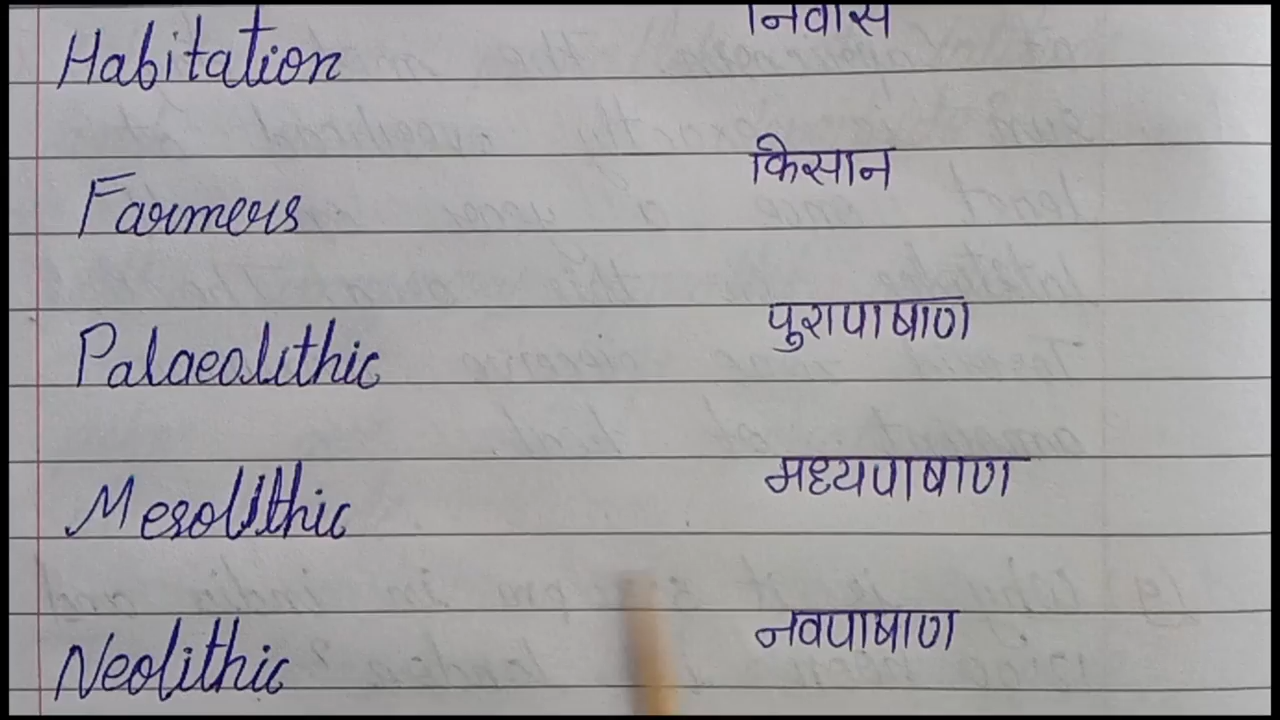 Habitation निवास
Farmers किसान
Palaeolithic पुरापाषाण
Mesolithic मध्यपाषाण
Neolithic नवपाषाण